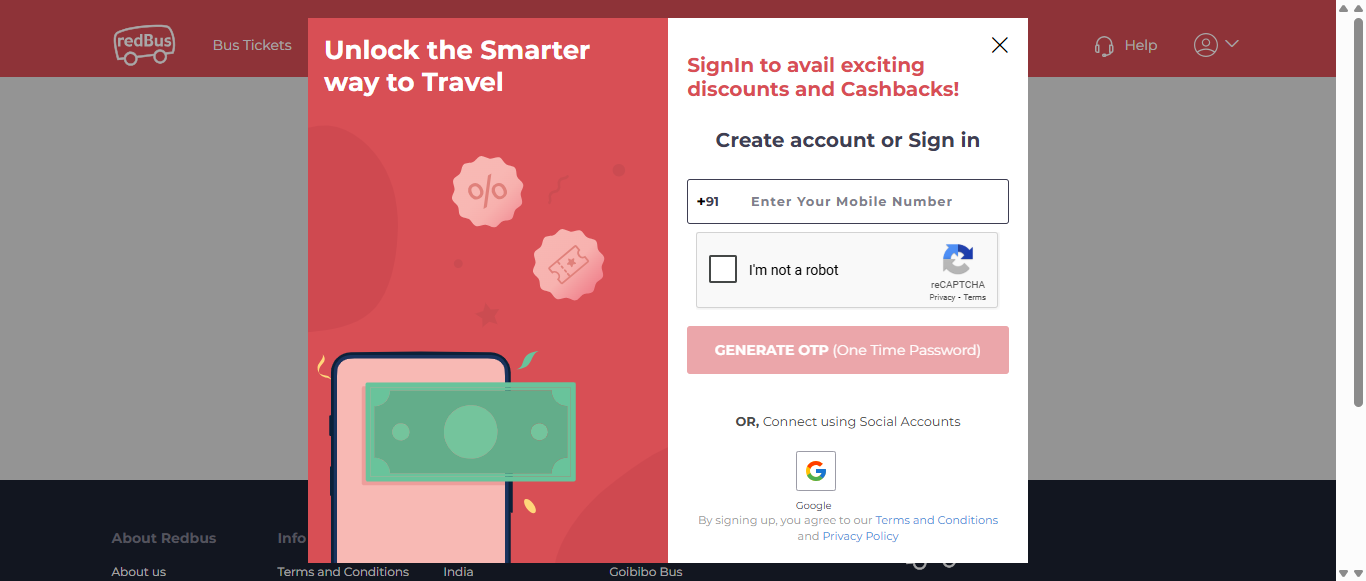 redBus
Bus Tickets
Help
Unlock the Smarter
way to Travel
SignIn to avail exciting
discounts and Cashbacks!
Create account or Sign in
+91 Enter Your Mobile Number
I'm not a robot
reCAPTCHA
Privacy - Terms
GENERATE OTP (One Time Password)
OR, Connect using Social Accounts
Google
By signing up, you agree to our Terms and Conditions
and Privacy Policy
About Redbus
Info
About us
Terms and Conditions
India
Goibibo Bus